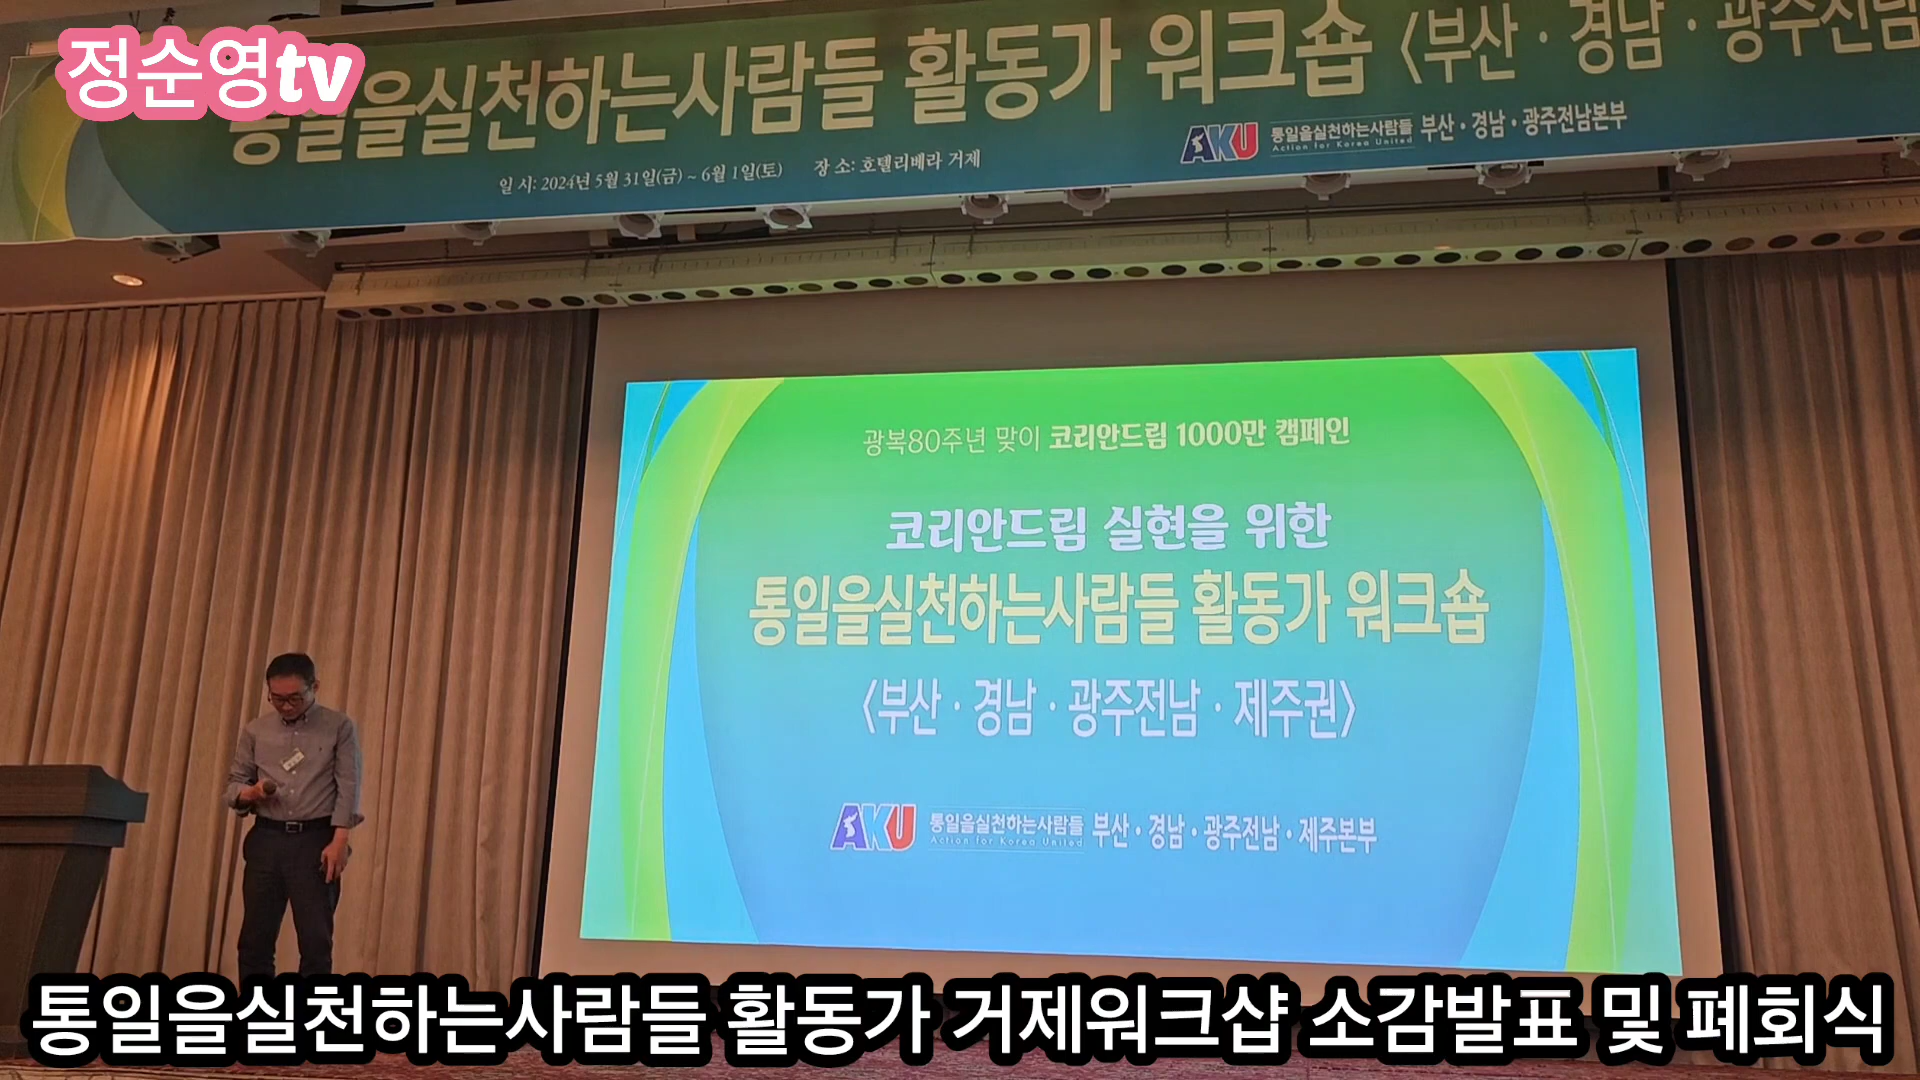 정순영tv
통일을실천하는사람들 활동가 워크숍 〈부산 · 경남 · 광주전남
일 시: 2024년 5월 31일(금) ~ 6월 1일(토) 장 소: 호텔리베라 거제
AKU 통일을실천하는사람들 부산 · 경남 · 광주전남본부
Action for Korea United
광복80주년 맞이 코리안드림 1000만 캠페인
코리안드림 실현을 위한
통일을실천하는사람들 활동가 워크숍
〈부산 · 경남 · 광주전남 · 제주권〉
AKU 통일을실천하는사람들 부산 · 경남 · 광주전남 · 제주본부
Action for Korea United
통일을실천하는사람들 활동가 거제워크샵 소감발표 및 폐회식